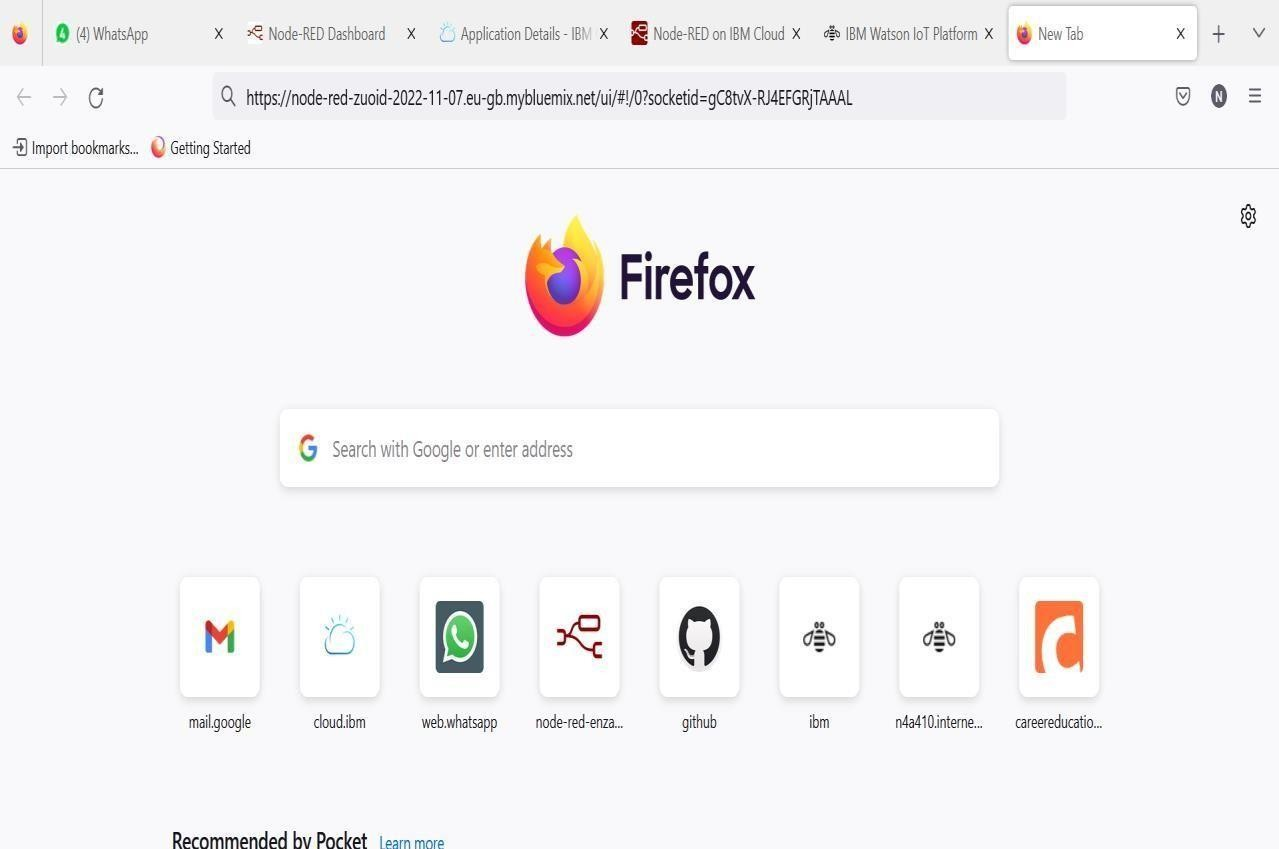 (4) WhatsApp X Node-RED Dashboard X Application Details - IBM X Node-RED on IBM Cloud X IBM Watson IoT Platform X New Tab X
https://node-red-zuoid-2022-11-07.eu-gb.mybluemix.net/ui/#!/0?socketid=gC8tvX-RJ4EFGRjTAAAL N
Import bookmarks... Getting Started
Firefox
Search with Google or enter address
mail.google cloud.ibm web.whatsapp node-red-enza... github ibm n4a410.interne... careereducatio...
Recommended by Pocket Learn more